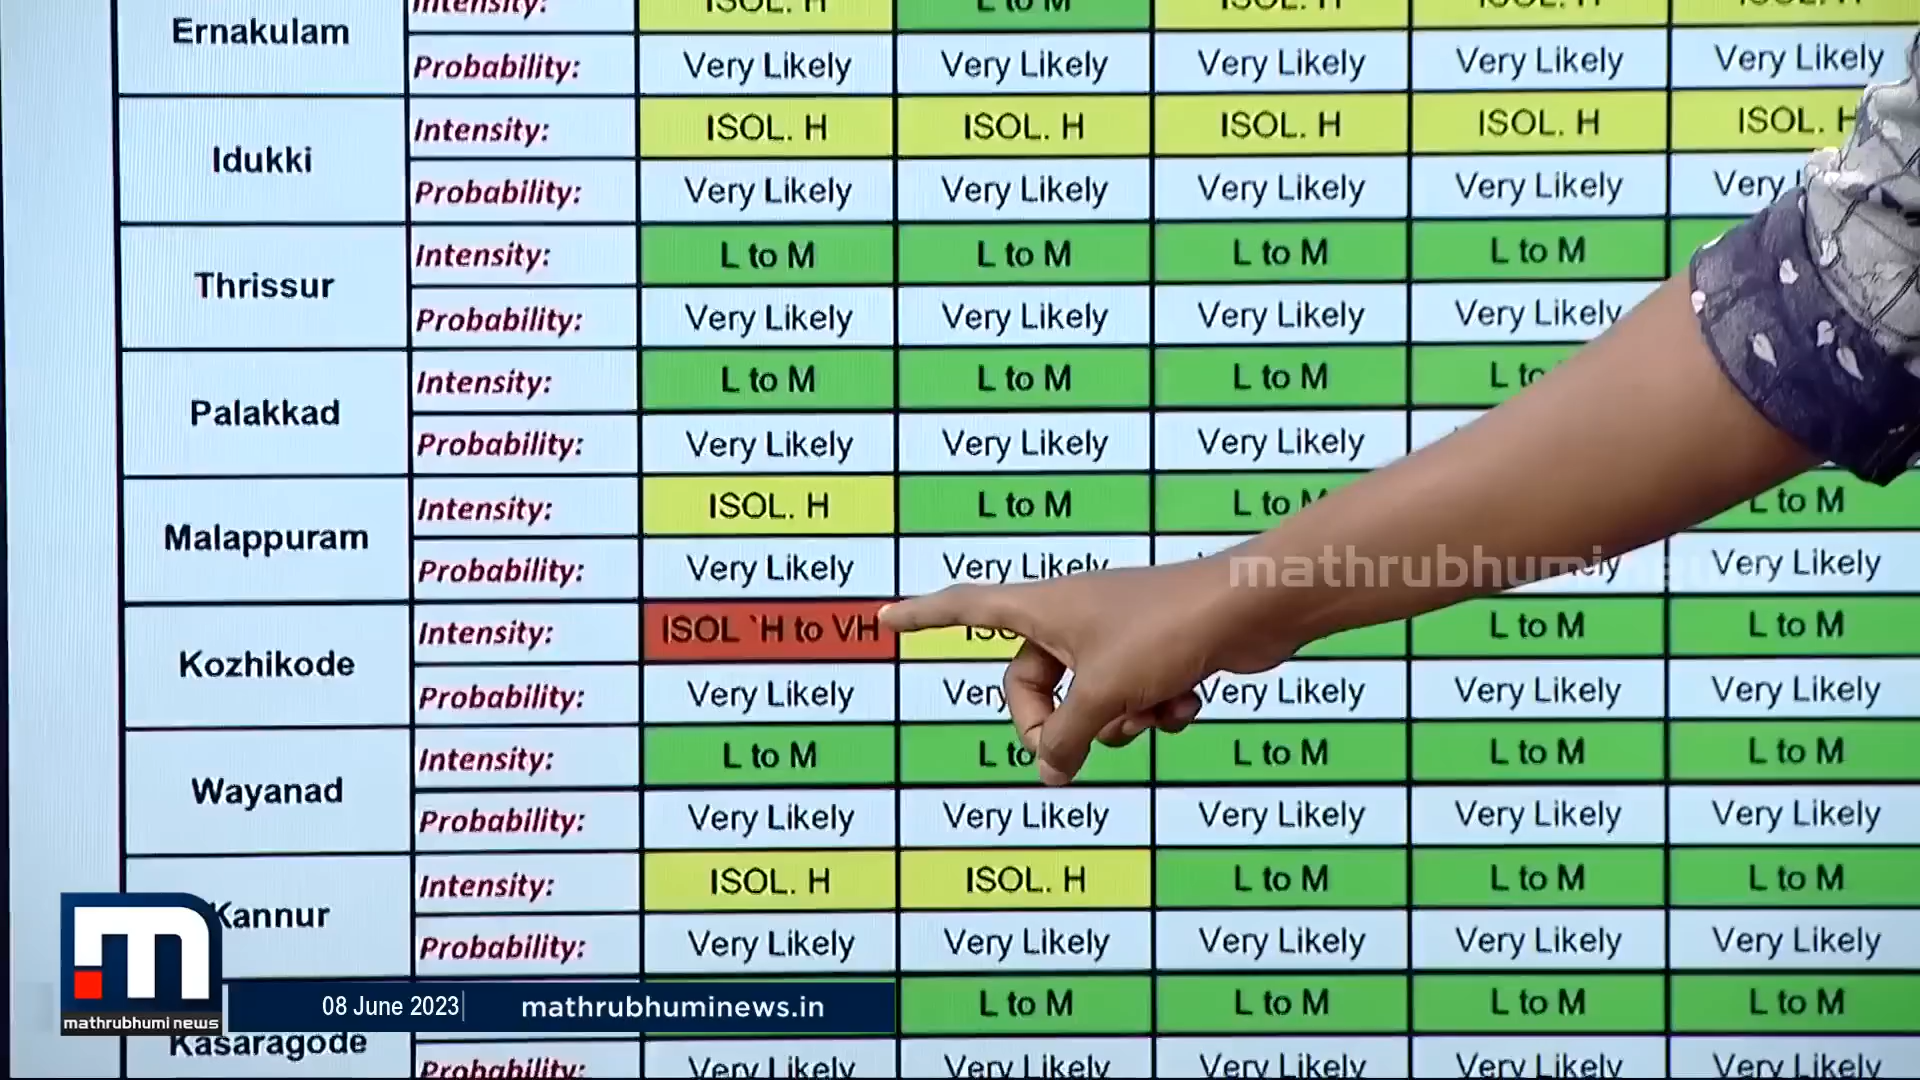 Intensity: ISOL. H L to M ISOL. H ISOL. H ISOL. H
Ernakulam
Probability: Very Likely Very Likely Very Likely Very Likely Very Likely
Intensity: ISOL. H ISOL. H ISOL. H ISOL. H ISOL. H
Idukki
Probability: Very Likely Very Likely Very Likely Very Likely Very
Intensity: L to M L to M L to M L to M
Thrissur
Probability: Very Likely Very Likely Very Likely Very Likely
Intensity: L to M L to M L to M L to
Palakkad
Probability: Very Likely Very Likely Very Likely
Intensity: ISOL. H L to M L to M L to M
Malappuram
Probability: Very Likely Very Likely Very Likely
mathrubhumi news
Intensity: ISOL `H to VH L to M L to M
Kozhikode
Probability: Very Likely Very Very Likely Very Likely Very Likely
Intensity: L to M L to L to M L to M L to M
Wayanad
Probability: Very Likely Very Likely Very Likely Very Likely Very Likely
Intensity: ISOL. H ISOL. H L to M L to M L to M
Kannur
Probability: Very Likely Very Likely Very Likely Very Likely Very Likely
L to M L to M L to M L to M
Kasaragode
Probability: Very Likely Very Likely Very Likely Very Likely Very Likely
mathrubhumi news
08 June 2023
mathrubhuminews.in